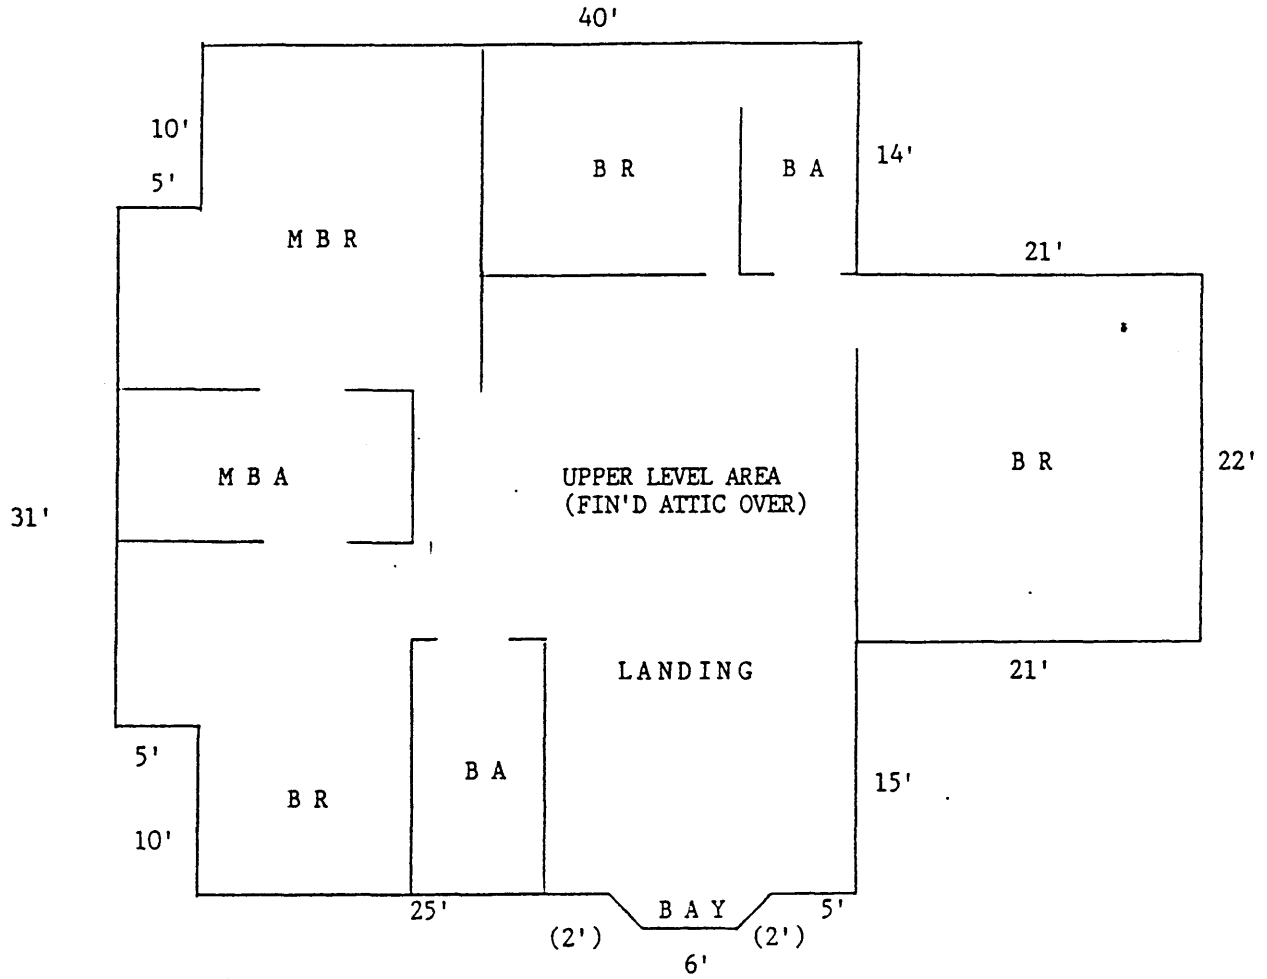 40'
10'
5'
M B R
B R
B A
14'
21'
M B A
UPPER LEVEL AREA
(FIN'D ATTIC OVER)
B R
22'
31'
LANDING
21'
5'
10'
B R
B A
15'
25'
B A Y
5'
(2')
(2')
6'